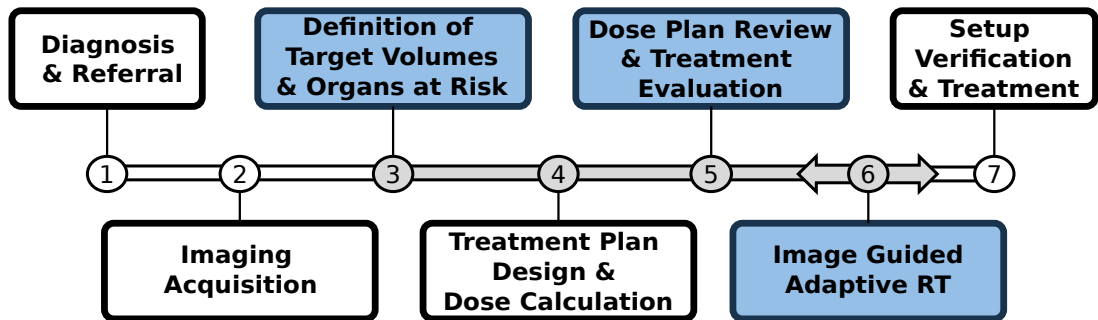 Diagnosis
& Referral
Definition of
Target Volumes
& Organs at Risk
Dose Plan Review
& Treatment
Evaluation
Setup
Verification
& Treatment
1
2
3
4
5
6
7
Imaging
Acquisition
Treatment Plan
Design &
Dose Calculation
Image Guided
Adaptive RT